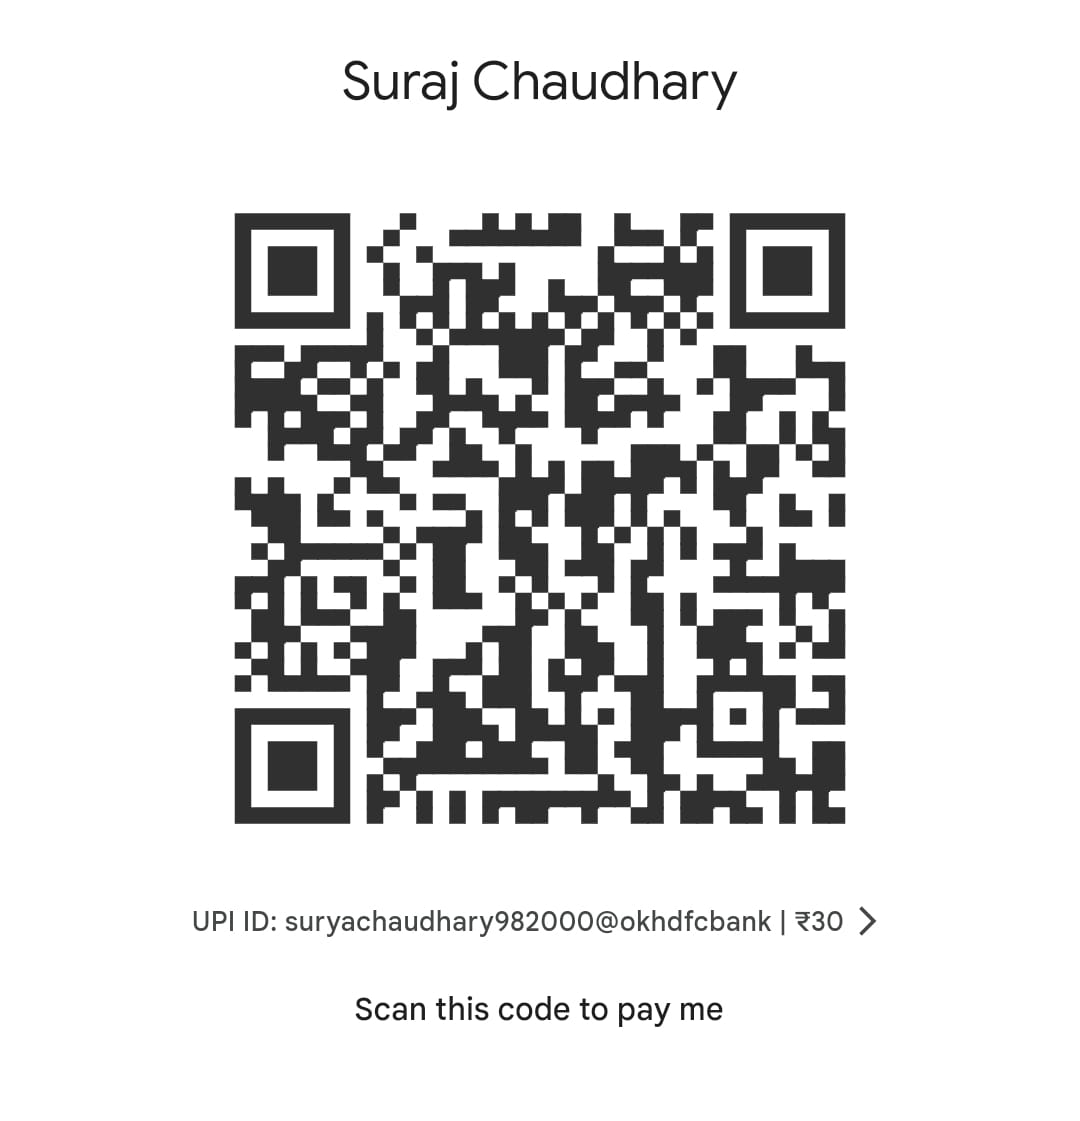 Suraj Chaudhary
UPI ID: suryachaudhary982000@okhdfcbank | ₹30
Scan this code to pay me